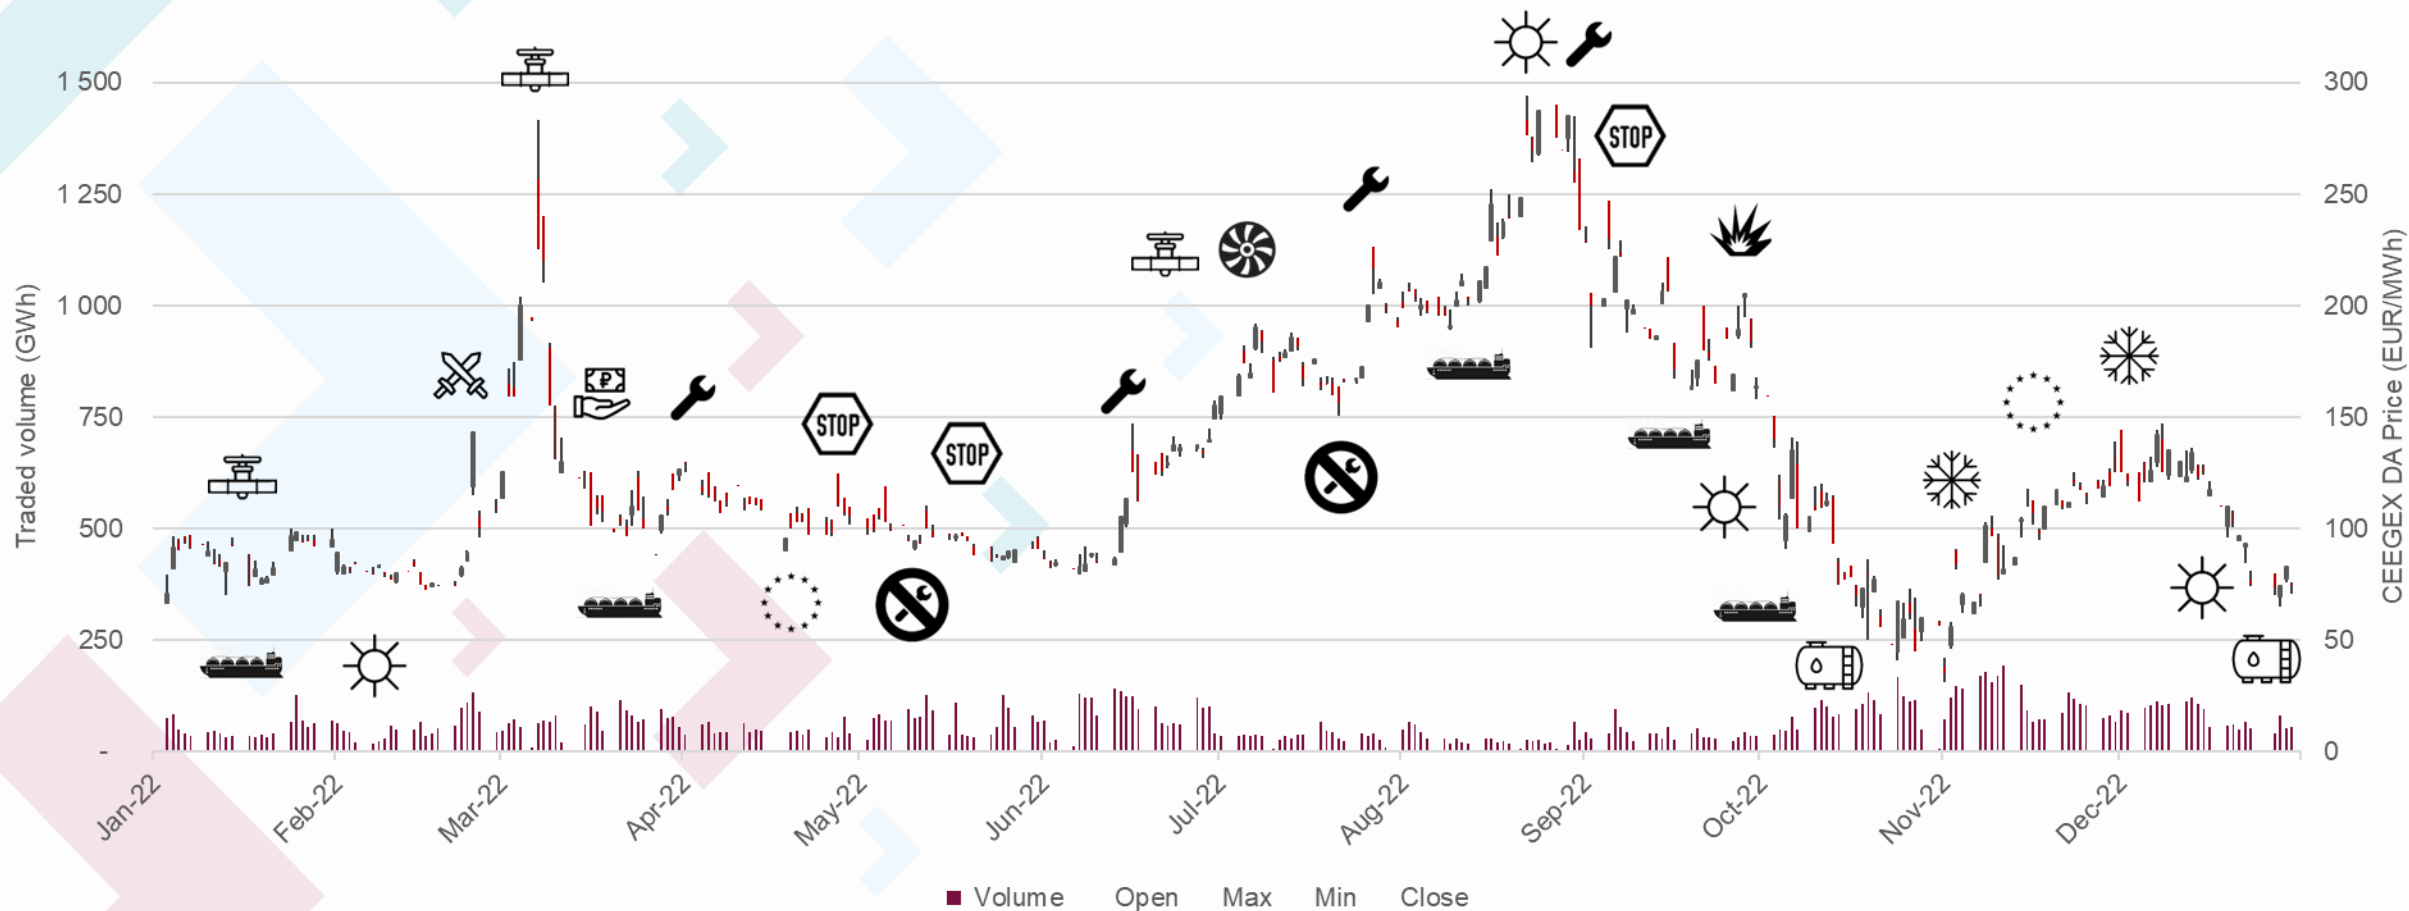 1 500
1 250
1 000
750
500
250
-
Traded volume (GWh)
300
250
200
150
100
50
0
CEEGEX DA Price (EUR/MWh)
STOP
STOP
STOP
₽
Jan-22
Feb-22
Mar-22
Apr-22
May-22
Jun-22
Jul-22
Aug-22
Sep-22
Oct-22
Nov-22
Dec-22
Volume Open Max Min Close